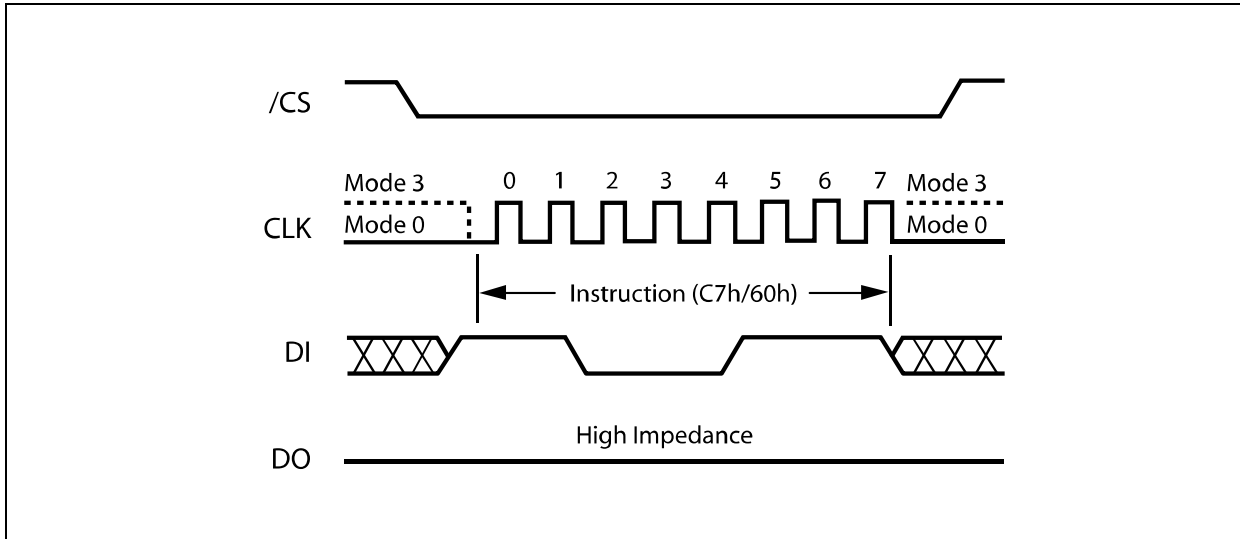 /CS
Mode 3 0 1 2 3 4 5 6 7 Mode 3
CLK Mode 0 Mode 0
Instruction (C7h/60h)
DI
High Impedance
DO